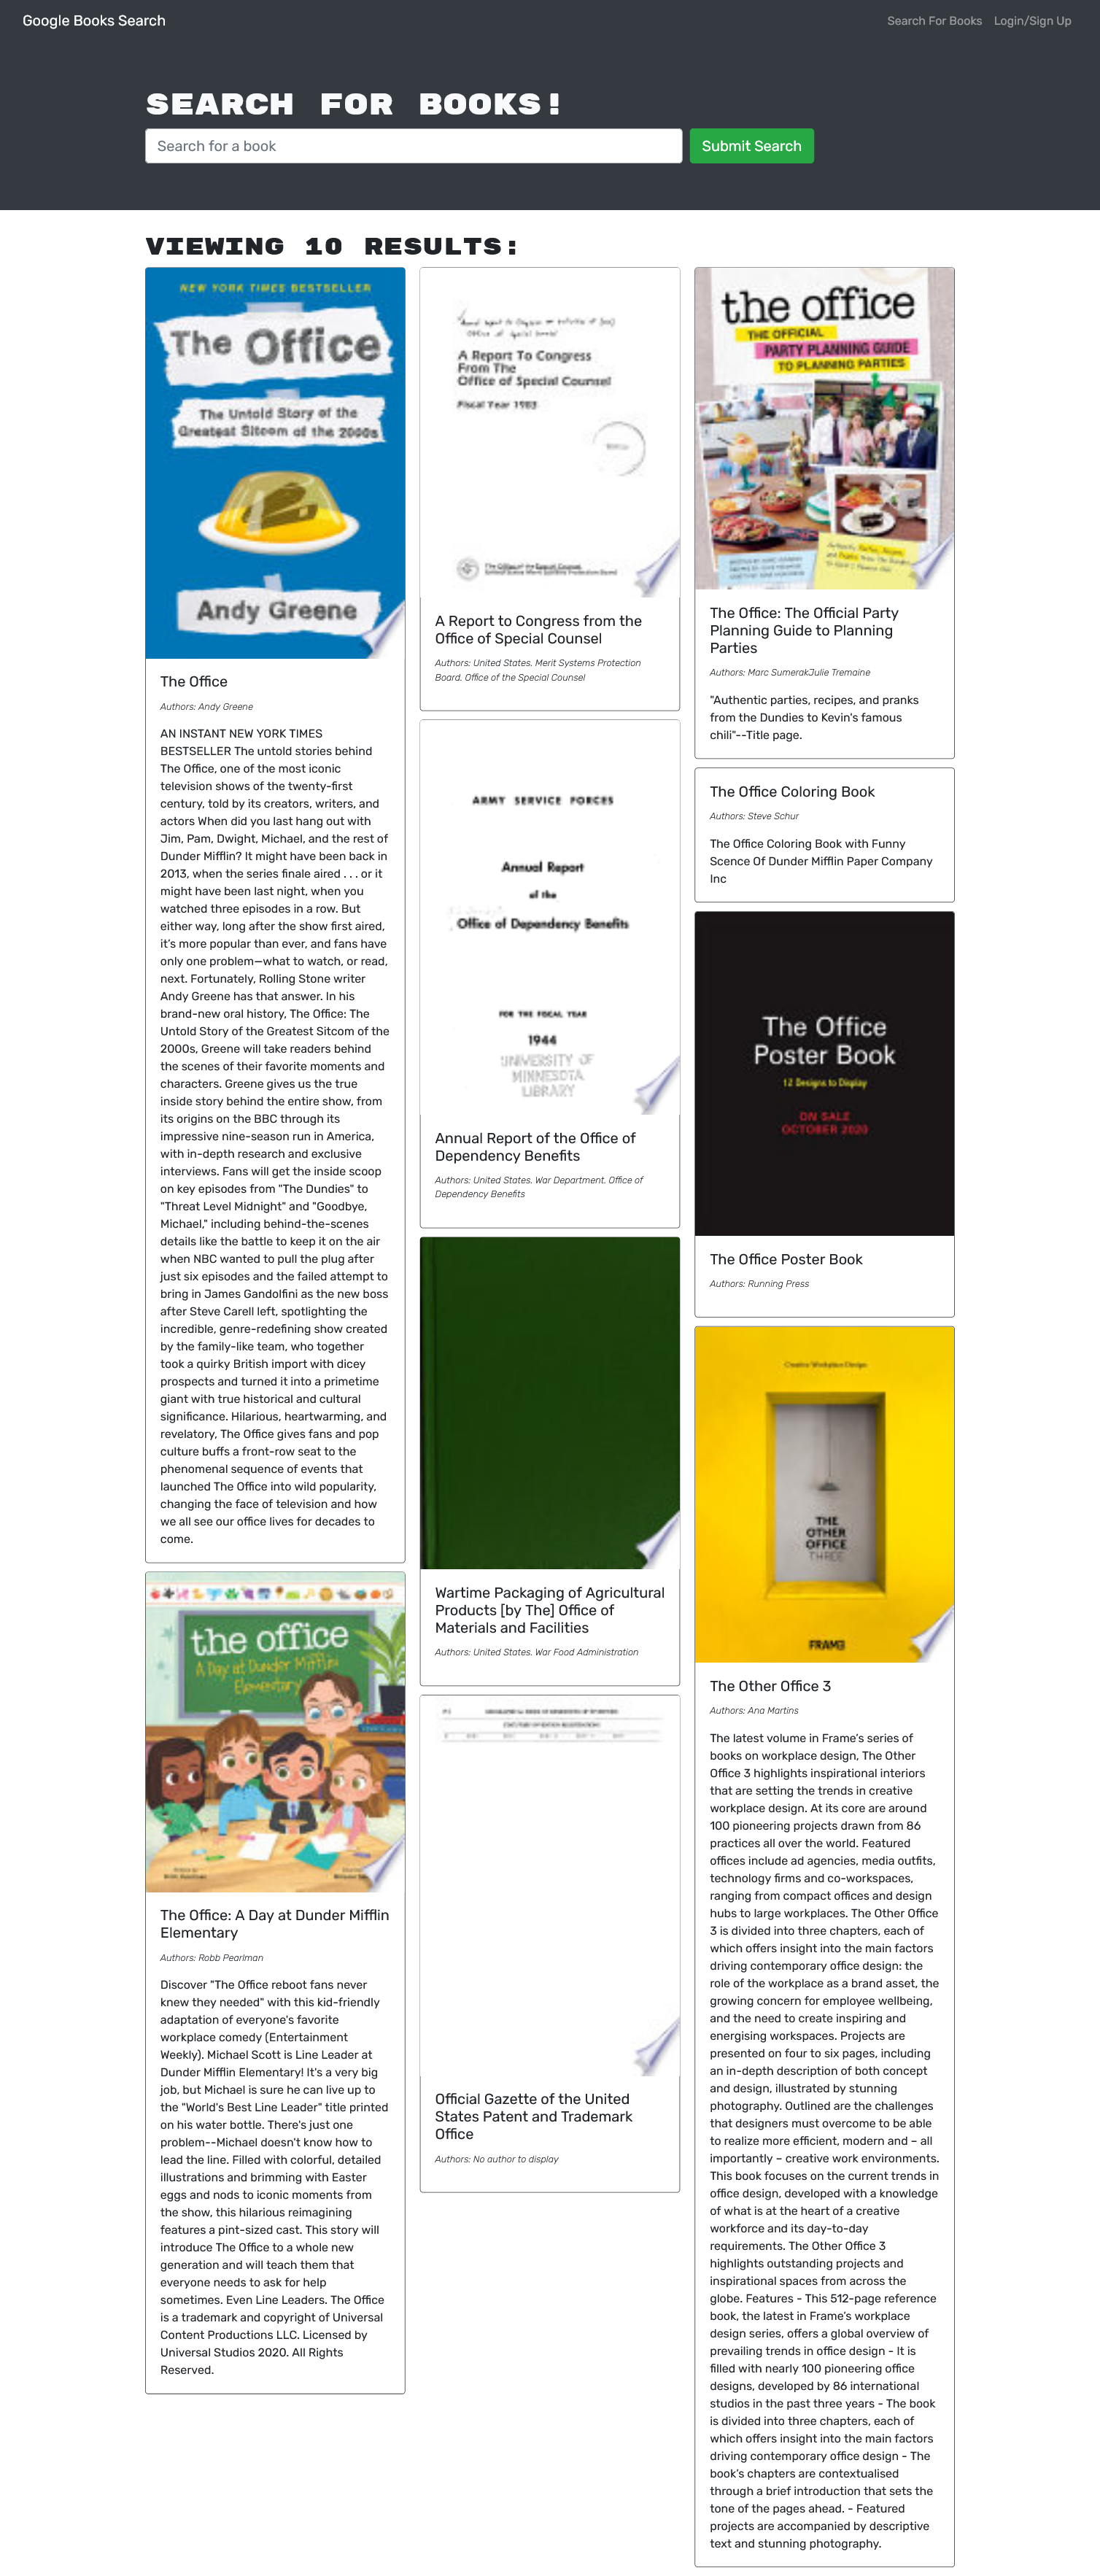 Google Books Search
Search For Books
Login/Sign Up
SEARCH FOR BOOKS!
Search for a book
Submit Search
VIEWING 10 RESULTS:
NEW YORK TIMES BESTSELLER
The Office
The Untold Story of the
Greatest Sitcom of the 2000s
Andy Greene
The Office
Authors: Andy Greene
AN INSTANT NEW YORK TIMES
BESTSELLER The untold stories behind
The Office, one of the most iconic
television shows of the twenty-first
century, told by its creators, writers, and
actors When did you last hang out with
Jim, Pam, Dwight, Michael, and the rest of
Dunder Mifflin? It might have been back in
2013, when the series finale aired . . . or it
might have been last night, when you
watched three episodes in a row. But
either way, long after the show first aired,
it's more popular than ever, and fans have
only one problem—what to watch, or read,
next. Fortunately, Rolling Stone writer
Andy Greene has that answer. In his
brand-new oral history, The Office: The
Untold Story of the Greatest Sitcom of the
2000s, Greene will take readers behind
the scenes of their favorite moments and
characters. Greene gives us the true
inside story behind the entire show, from
its origins on the BBC through its
impressive nine-season run in America,
with in-depth research and exclusive
interviews. Fans will get the inside scoop
on key episodes from "The Dundies" to
"Threat Level Midnight" and "Goodbye,
Michael," including behind-the-scenes
details like the battle to keep it on the air
when NBC wanted to pull the plug after
just six episodes and the failed attempt to
bring in James Gandolfini as the new boss
after Steve Carell left, spotlighting the
incredible, genre-redefining show created
by the family-like team, who together
took a quirky British import with dicey
prospects and turned it into a primetime
giant with true historical and cultural
significance. Hilarious, heartwarming, and
revelatory, The Office gives fans and pop
culture buffs a front-row seat to the
phenomenal sequence of events that
launched The Office into wild popularity,
changing the face of television and how
we all see our office lives for decades to
come.
the office
A Day at Dunder Mifflin
Elementary
The Office: A Day at Dunder Mifflin
Elementary
Authors: Robb Pearlman
Discover "The Office reboot fans never
knew they needed" with this kid-friendly
adaptation of everyone's favorite
workplace comedy (Entertainment
Weekly). Michael Scott is Line Leader at
Dunder Mifflin Elementary! It's a very big
job, but Michael is sure he can live up to
the "World's Best Line Leader" title printed
on his water bottle. There's just one
problem--Michael doesn't know how to
lead the line. Filled with colorful, detailed
illustrations and brimming with Easter
eggs and nods to iconic moments from
the show, this hilarious reimagining
features a pint-sized cast. This story will
introduce The Office to a whole new
generation and will teach them that
everyone needs to ask for help
sometimes. Even Line Leaders. The Office
is a trademark and copyright of Universal
Content Productions LLC. Licensed by
Universal Studios 2020. All Rights
Reserved.
A Report To Congress
From The
Office of Special Counsel
Fiscal Year 1983
A Report to Congress from the
Office of Special Counsel
Authors: United States. Merit Systems Protection
Board. Office of the Special Counsel
ARMY SERVICE FORCES
Annual Report
of the
Office of Dependency Benefits
FOR THE FISCAL YEAR
1944
UNIVERSITY OF
MINNESOTA
LIBRARY
Annual Report of the Office of
Dependency Benefits
Authors: United States. War Department. Office of
Dependency Benefits
Wartime Packaging of Agricultural
Products [by The] Office of
Materials and Facilities
Authors: United States. War Food Administration
Official Gazette of the United
States Patent and Trademark
Office
Authors: No author to display
the office
THE OFFICIAL
PARTY PLANNING GUIDE
TO PLANNING PARTIES
The Office: The Official Party
Planning Guide to Planning
Parties
Authors: Marc SumerakJulie Tremaine
"Authentic parties, recipes, and pranks
from the Dundies to Kevin's famous
chili"--Title page.
The Office Coloring Book
Authors: Steve Schur
The Office Coloring Book with Funny
Scence Of Dunder Mifflin Paper Company
Inc
The Office
Poster Book
12 Designs to Display
ON SALE
OCTOBER 2020
The Office Poster Book
Authors: Running Press
Creative Workplace Design
THE
OTHER
OFFICE
THREE
FRAME
The Other Office 3
Authors: Ana Martins
The latest volume in Frame's series of
books on workplace design, The Other
Office 3 highlights inspirational interiors
that are setting the trends in creative
workplace design. At its core are around
100 pioneering projects drawn from 86
practices all over the world. Featured
offices include ad agencies, media outfits,
technology firms and co-workspaces,
ranging from compact offices and design
hubs to large workplaces. The Other Office
3 is divided into three chapters, each of
which offers insight into the main factors
driving contemporary office design: the
role of the workplace as a brand asset, the
growing concern for employee wellbeing,
and the need to create inspiring and
energising workspaces. Projects are
presented on four to six pages, including
an in-depth description of both concept
and design, illustrated by stunning
photography. Outlined are the challenges
that designers must overcome to be able
to realize more efficient, modern and – all
importantly – creative work environments.
This book focuses on the current trends in
office design, developed with a knowledge
of what is at the heart of a creative
workforce and its day-to-day
requirements. The Other Office 3
highlights outstanding projects and
inspirational spaces from across the
globe. Features - This 512-page reference
book, the latest in Frame's workplace
design series, offers a global overview of
prevailing trends in office design - It is
filled with nearly 100 pioneering office
designs, developed by 86 international
studios in the past three years - The book
is divided into three chapters, each of
which offers insight into the main factors
driving contemporary office design - The
book's chapters are contextualised
through a brief introduction that sets the
tone of the pages ahead. - Featured
projects are accompanied by descriptive
text and stunning photography.